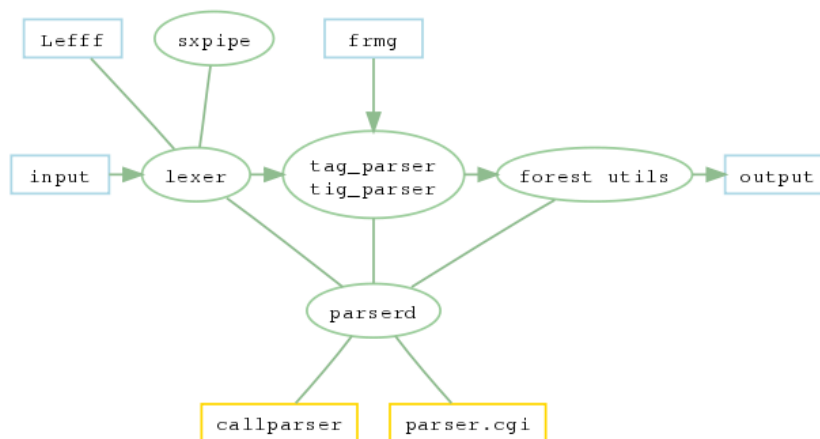 Lefff
sxpipe
frmg
input
lexer
tag_parser
tig_parser
forest utils
output
parserd
callparser
parser.cgi